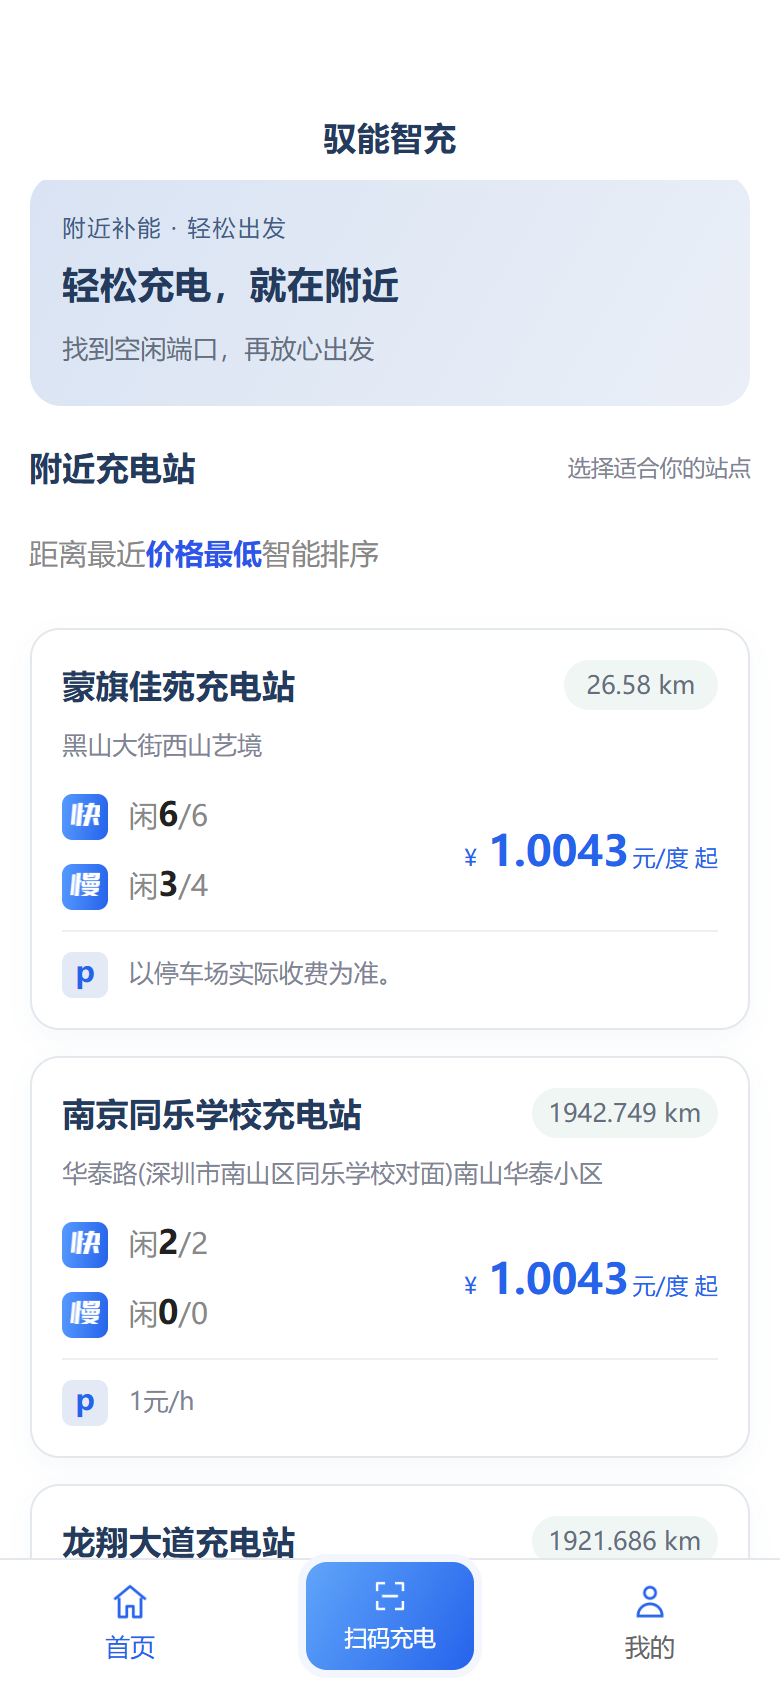 驭能智充
附近补能 · 轻松出发
轻松充电，就在附近
找到空闲端口，再放心出发
附近充电站
选择适合你的站点
距离最近价格最低智能排序
蒙旗佳苑充电站
26.58 km
黑山大街西山艺境
快 闲6/6
慢 闲3/4
¥ 1.0043元/度 起
p 以停车场实际收费为准。
南京同乐学校充电站
1942.749 km
华泰路(深圳市南山区同乐学校对面)南山华泰小区
快 闲2/2
慢 闲0/0
¥ 1.0043元/度 起
p 1元/h
龙翔大道充电站
1921.686 km
首页
扫码充电
我的